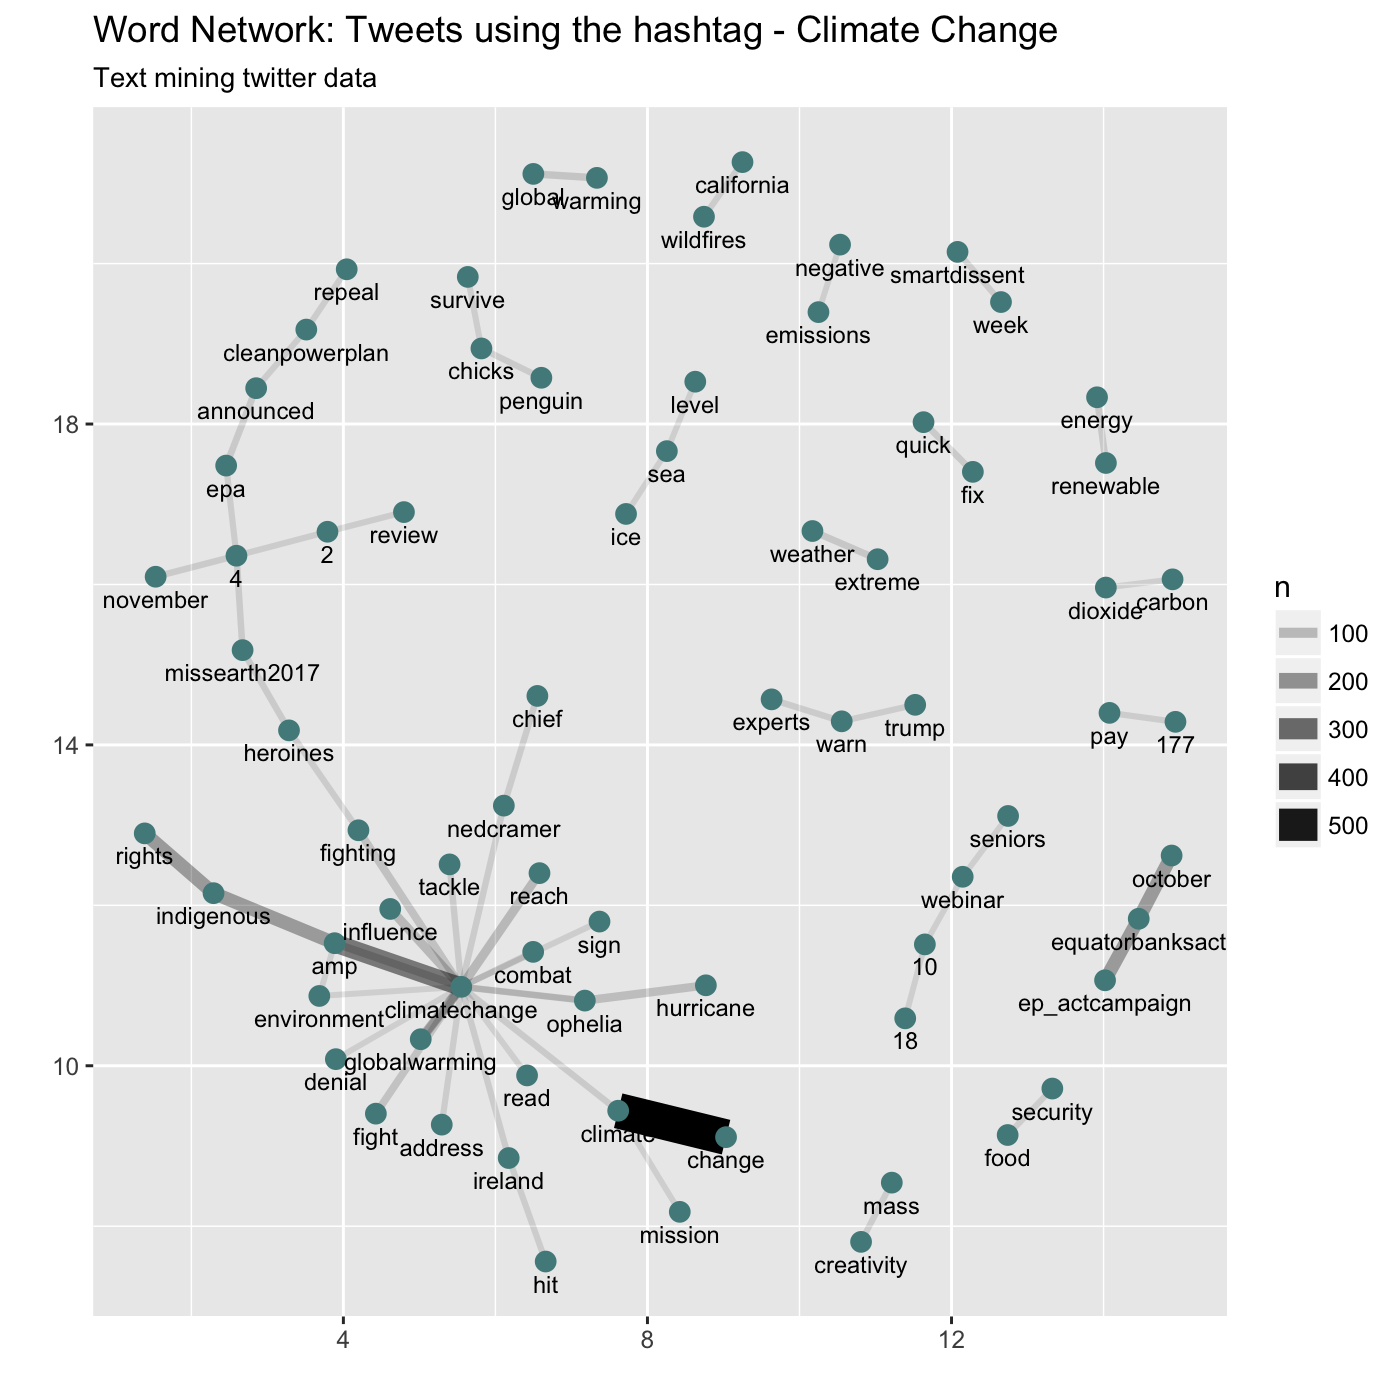 Word Network: Tweets using the hashtag - Climate Change
Text mining twitter data
global
warming
california
wildfires
negative
emissions
smartdissent
week
repeal
cleanpowerplan
announced
epa
survive
chicks
penguin
level
sea
ice
quick
fix
energy
renewable
2
review
4
november
weather
extreme
dioxide
carbon
missearth2017
heroines
chief
nedcramer
experts
warn
trump
pay
177
fighting
tackle
reach
rights
indigenous
influence
sign
combat
amp
environment
climatechange
ophelia
hurricane
seniors
webinar
10
18
october
equatorbanksact
ep_actcampaign
globalwarming
denial
read
fight
address
ireland
climate
change
mission
hit
security
food
mass
creativity
18
14
10
4
8
12
n
100
200
300
400
500